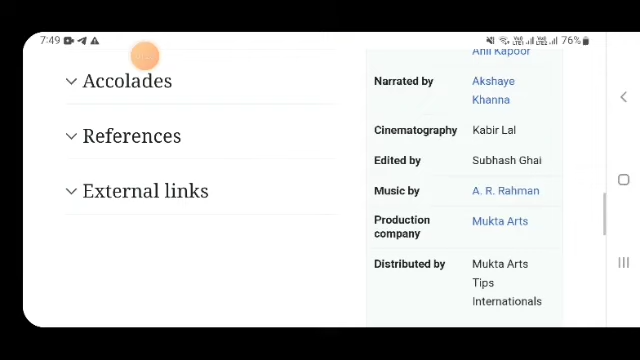 7:49
76%
Accolades
References
External links
Anil Kapoor
Narrated by Akshaye
Khanna
Cinematography Kabir Lal
Edited by Subhash Ghai
Music by A. R. Rahman
Production Mukta Arts
company
Distributed by Mukta Arts
Tips
Internationals